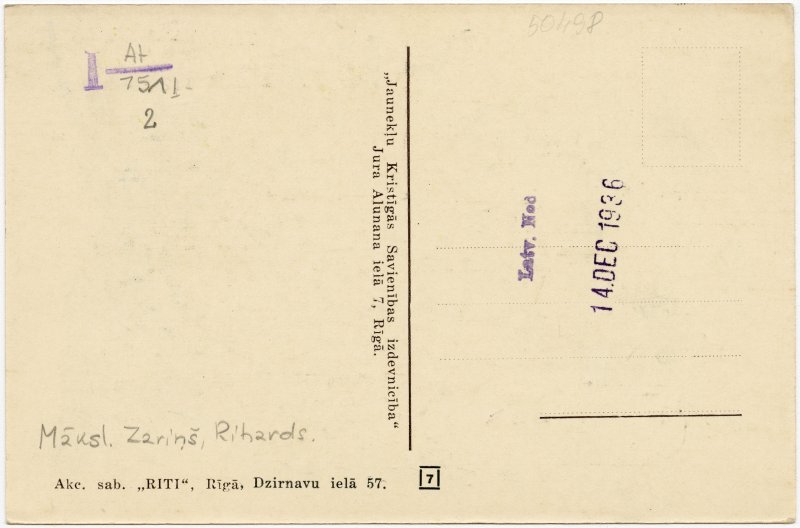 50498
I
At
7511-
2
„Jaunekļu Kristīgās Savienības izdevnicība“
Jura Alunana ielā 7, Rīgā.
Latv. Nod
14.DEC 1936
Māksl. Zariņš, Rihards.
Akc. sab. „RITI“, Rīgā, Dzirnavu ielā 57.
7